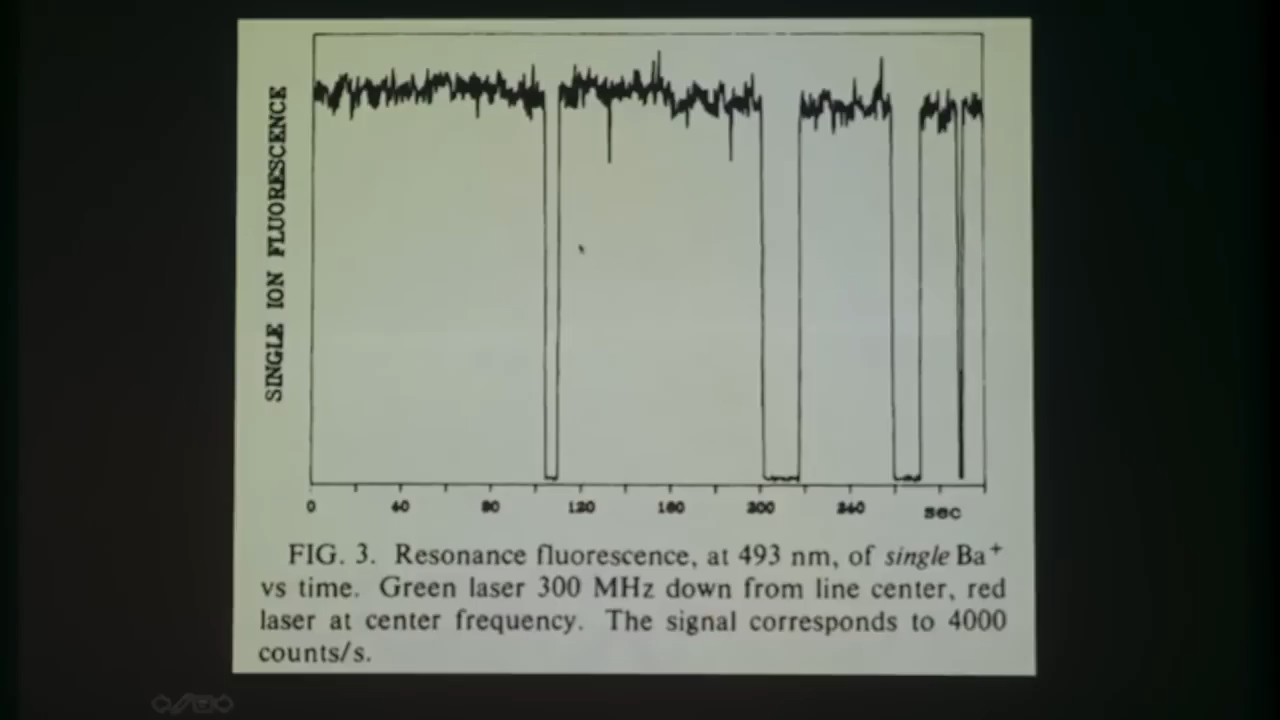 SINGLE ION FLUORESCENCE
0 40 80 120 160 200 240 sec
FIG. 3. Resonance fluorescence, at 493 nm, of single Ba+
vs time. Green laser 300 MHz down from line center, red
laser at center frequency. The signal corresponds to 4000
counts/s.